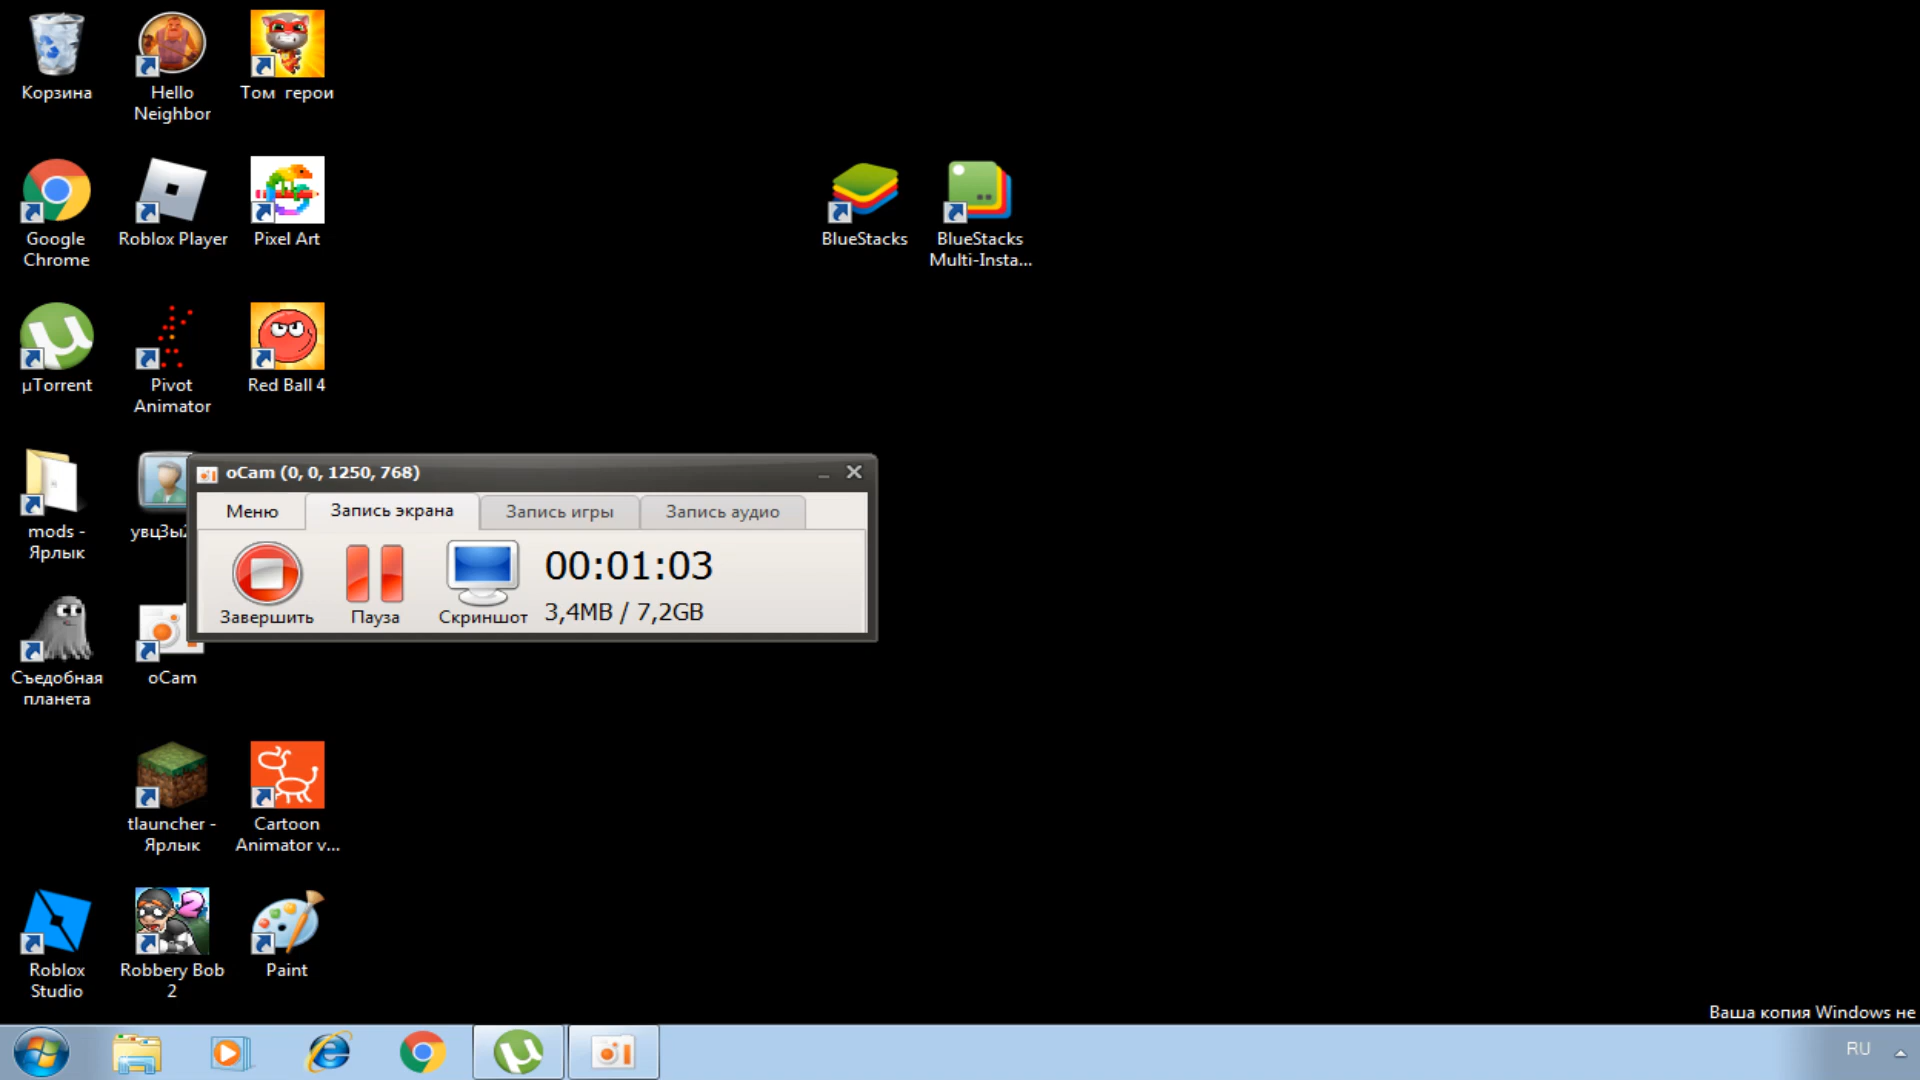 Корзина
Hello
Neighbor
Том герои
Google
Chrome
Roblox Player
Pixel Art
BlueStacks
BlueStacks
Multi-Insta...
µTorrent
Pivot
Animator
Red Ball 4
mods -
Ярлык
oCam (0, 0, 1250, 768)
Меню
Запись экрана
Запись игры
Запись аудио
00:01:03
3,4MB / 7,2GB
Завершить
Пауза
Скриншот
Съедобная
планета
oCam
tlauncher -
Ярлык
Cartoon
Animator v...
Roblox
Studio
Robbery Bob
2
Paint
Ваша копия Windows не
RU